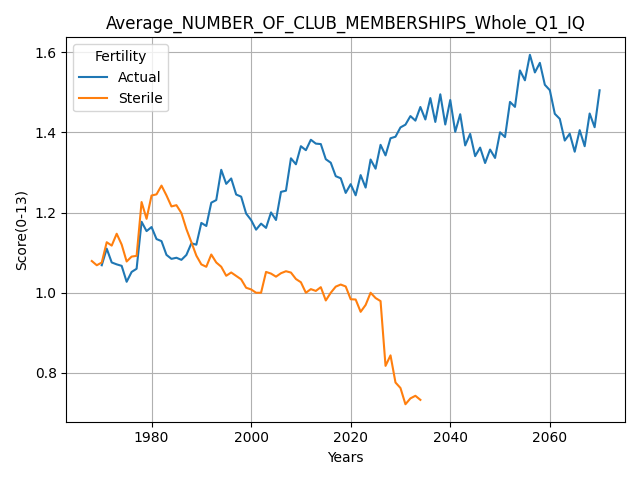 Average_NUMBER_OF_CLUB_MEMBERSHIPS_Whole_Q1_IQ
Fertility
Actual
Sterile
Score(0-13)
1.6
1.4
1.2
1.0
0.8
1980 2000 2020 2040 2060
Years